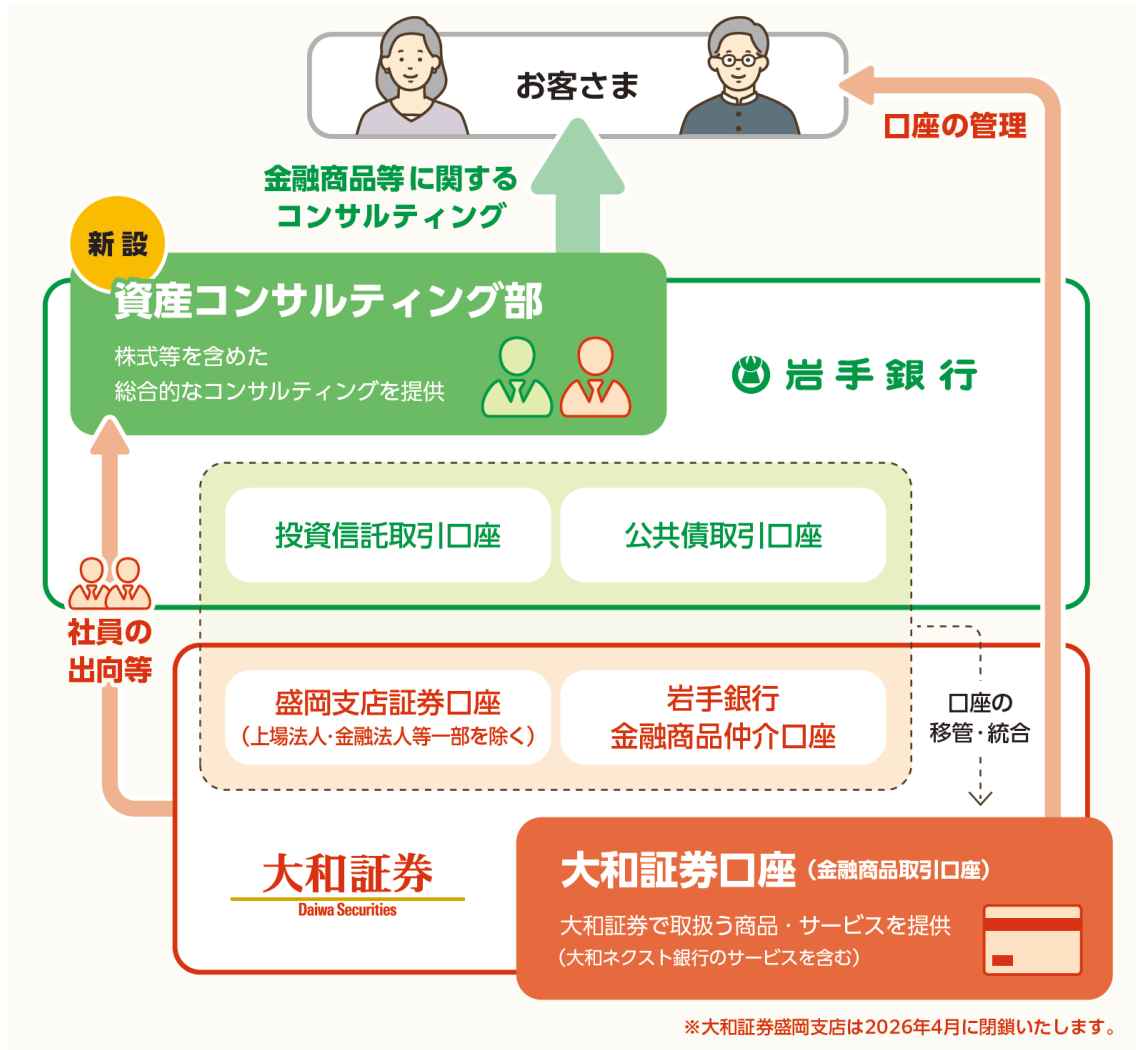 お客さま
口座の管理
金融商品等に関する
コンサルティング
新設
資産コンサルティング部
株式等を含めた
総合的なコンサルティングを提供
岩手銀行
投資信託取引口座
公共債取引口座
社員の
出向等
盛岡支店証券口座
(上場法人・金融法人等一部を除く)
岩手銀行
金融商品仲介口座
口座の
移管・統合
大和証券
Daiwa Securities
大和証券口座(金融商品取引口座)
大和証券で取扱う商品・サービスを提供
(大和ネクスト銀行のサービスを含む)
※大和証券盛岡支店は2026年4月に閉鎖いたします。